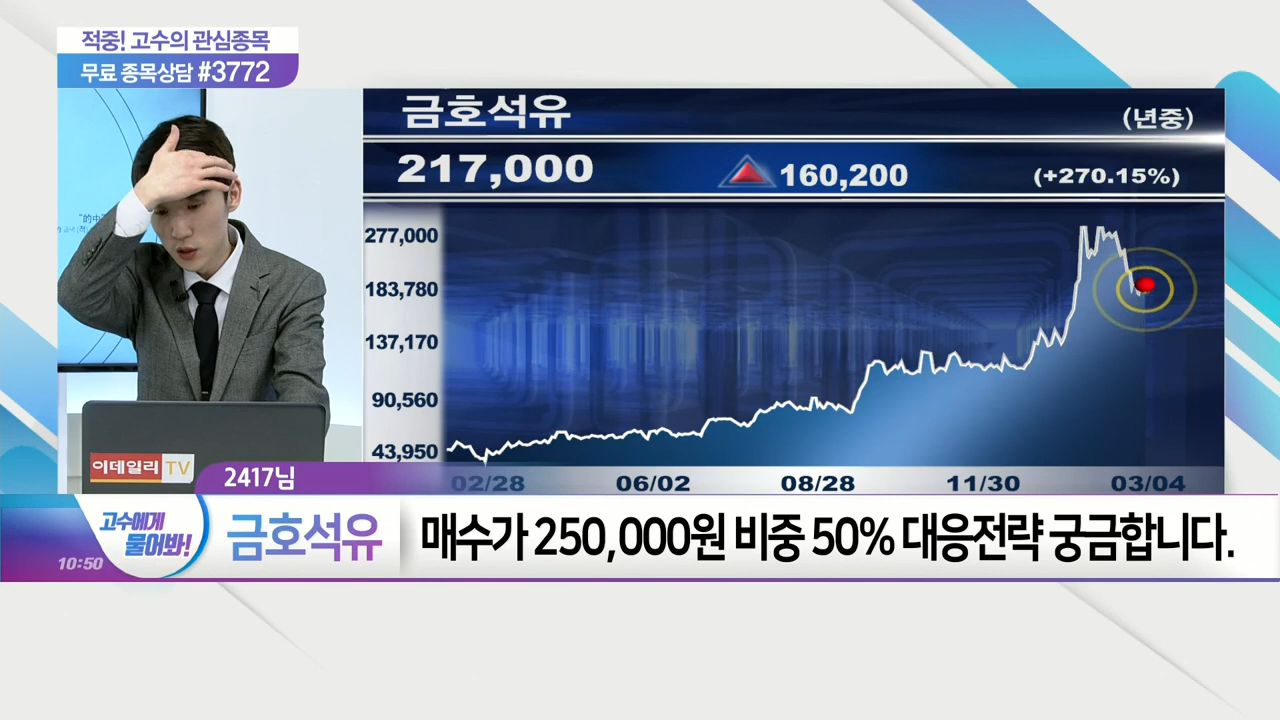 적중! 고수의 관심종목
무료 종목상담 #3772
금호석유
(년중)
217,000
160,200
(+270.15%)
277,000
183,780
137,170
90,560
43,950
02/28
06/02
08/28
11/30
03/04
이데일리 TV
2417님
고수에게
물어봐!
10:50
금호석유
매수가 250,000원 비중 50% 대응전략 궁금합니다.